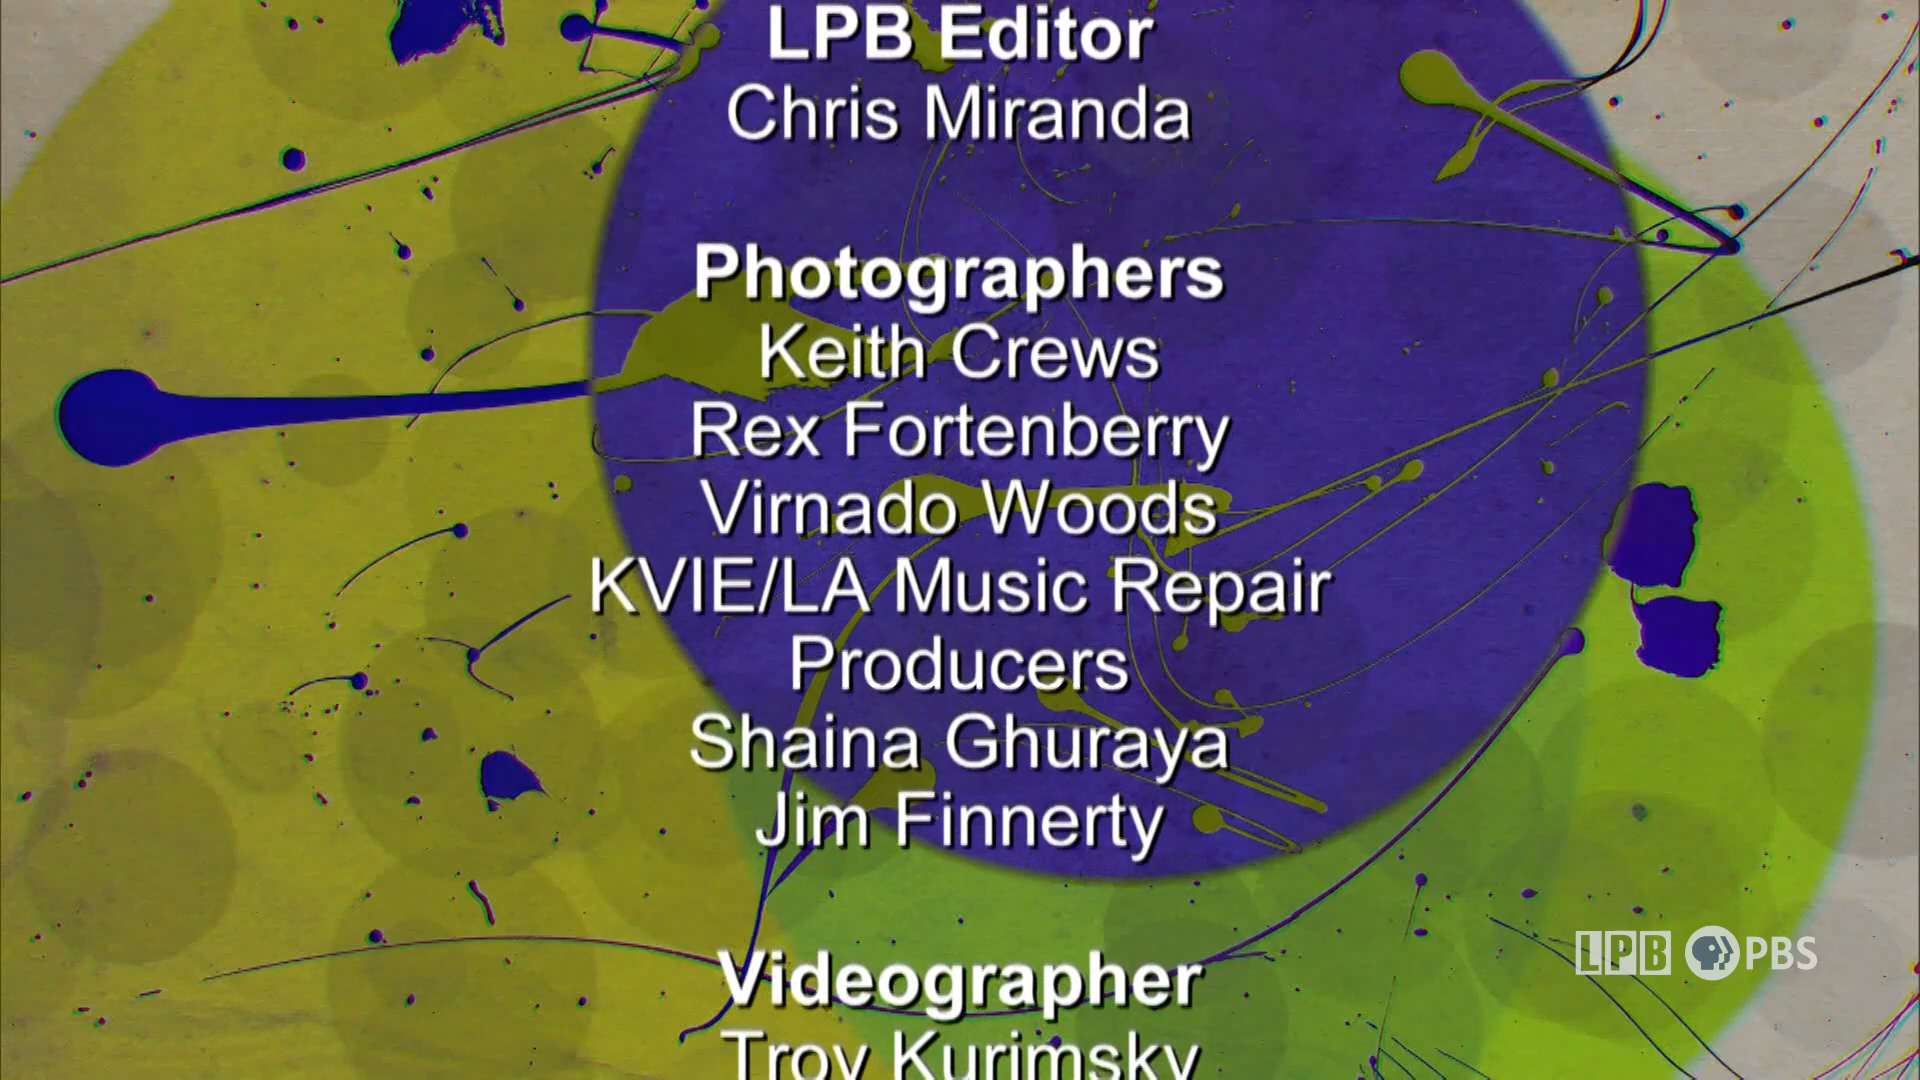 LPB Editor
Chris Miranda
Photographers
Keith Crews
Rex Fortenberry
Virnado Woods
KVIE/LA Music Repair
Producers
Shaina Ghuraya
Jim Finnerty
Videographer
Troy Kurimsky
LPB PBS